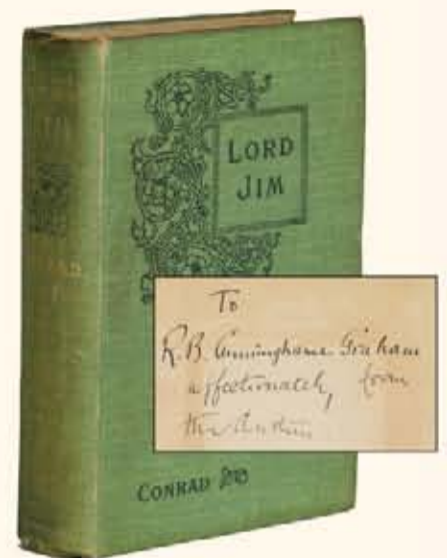 LORD
JIM
To
R.B. Cunninghame Graham
affectionately, from
the Author
CONRAD